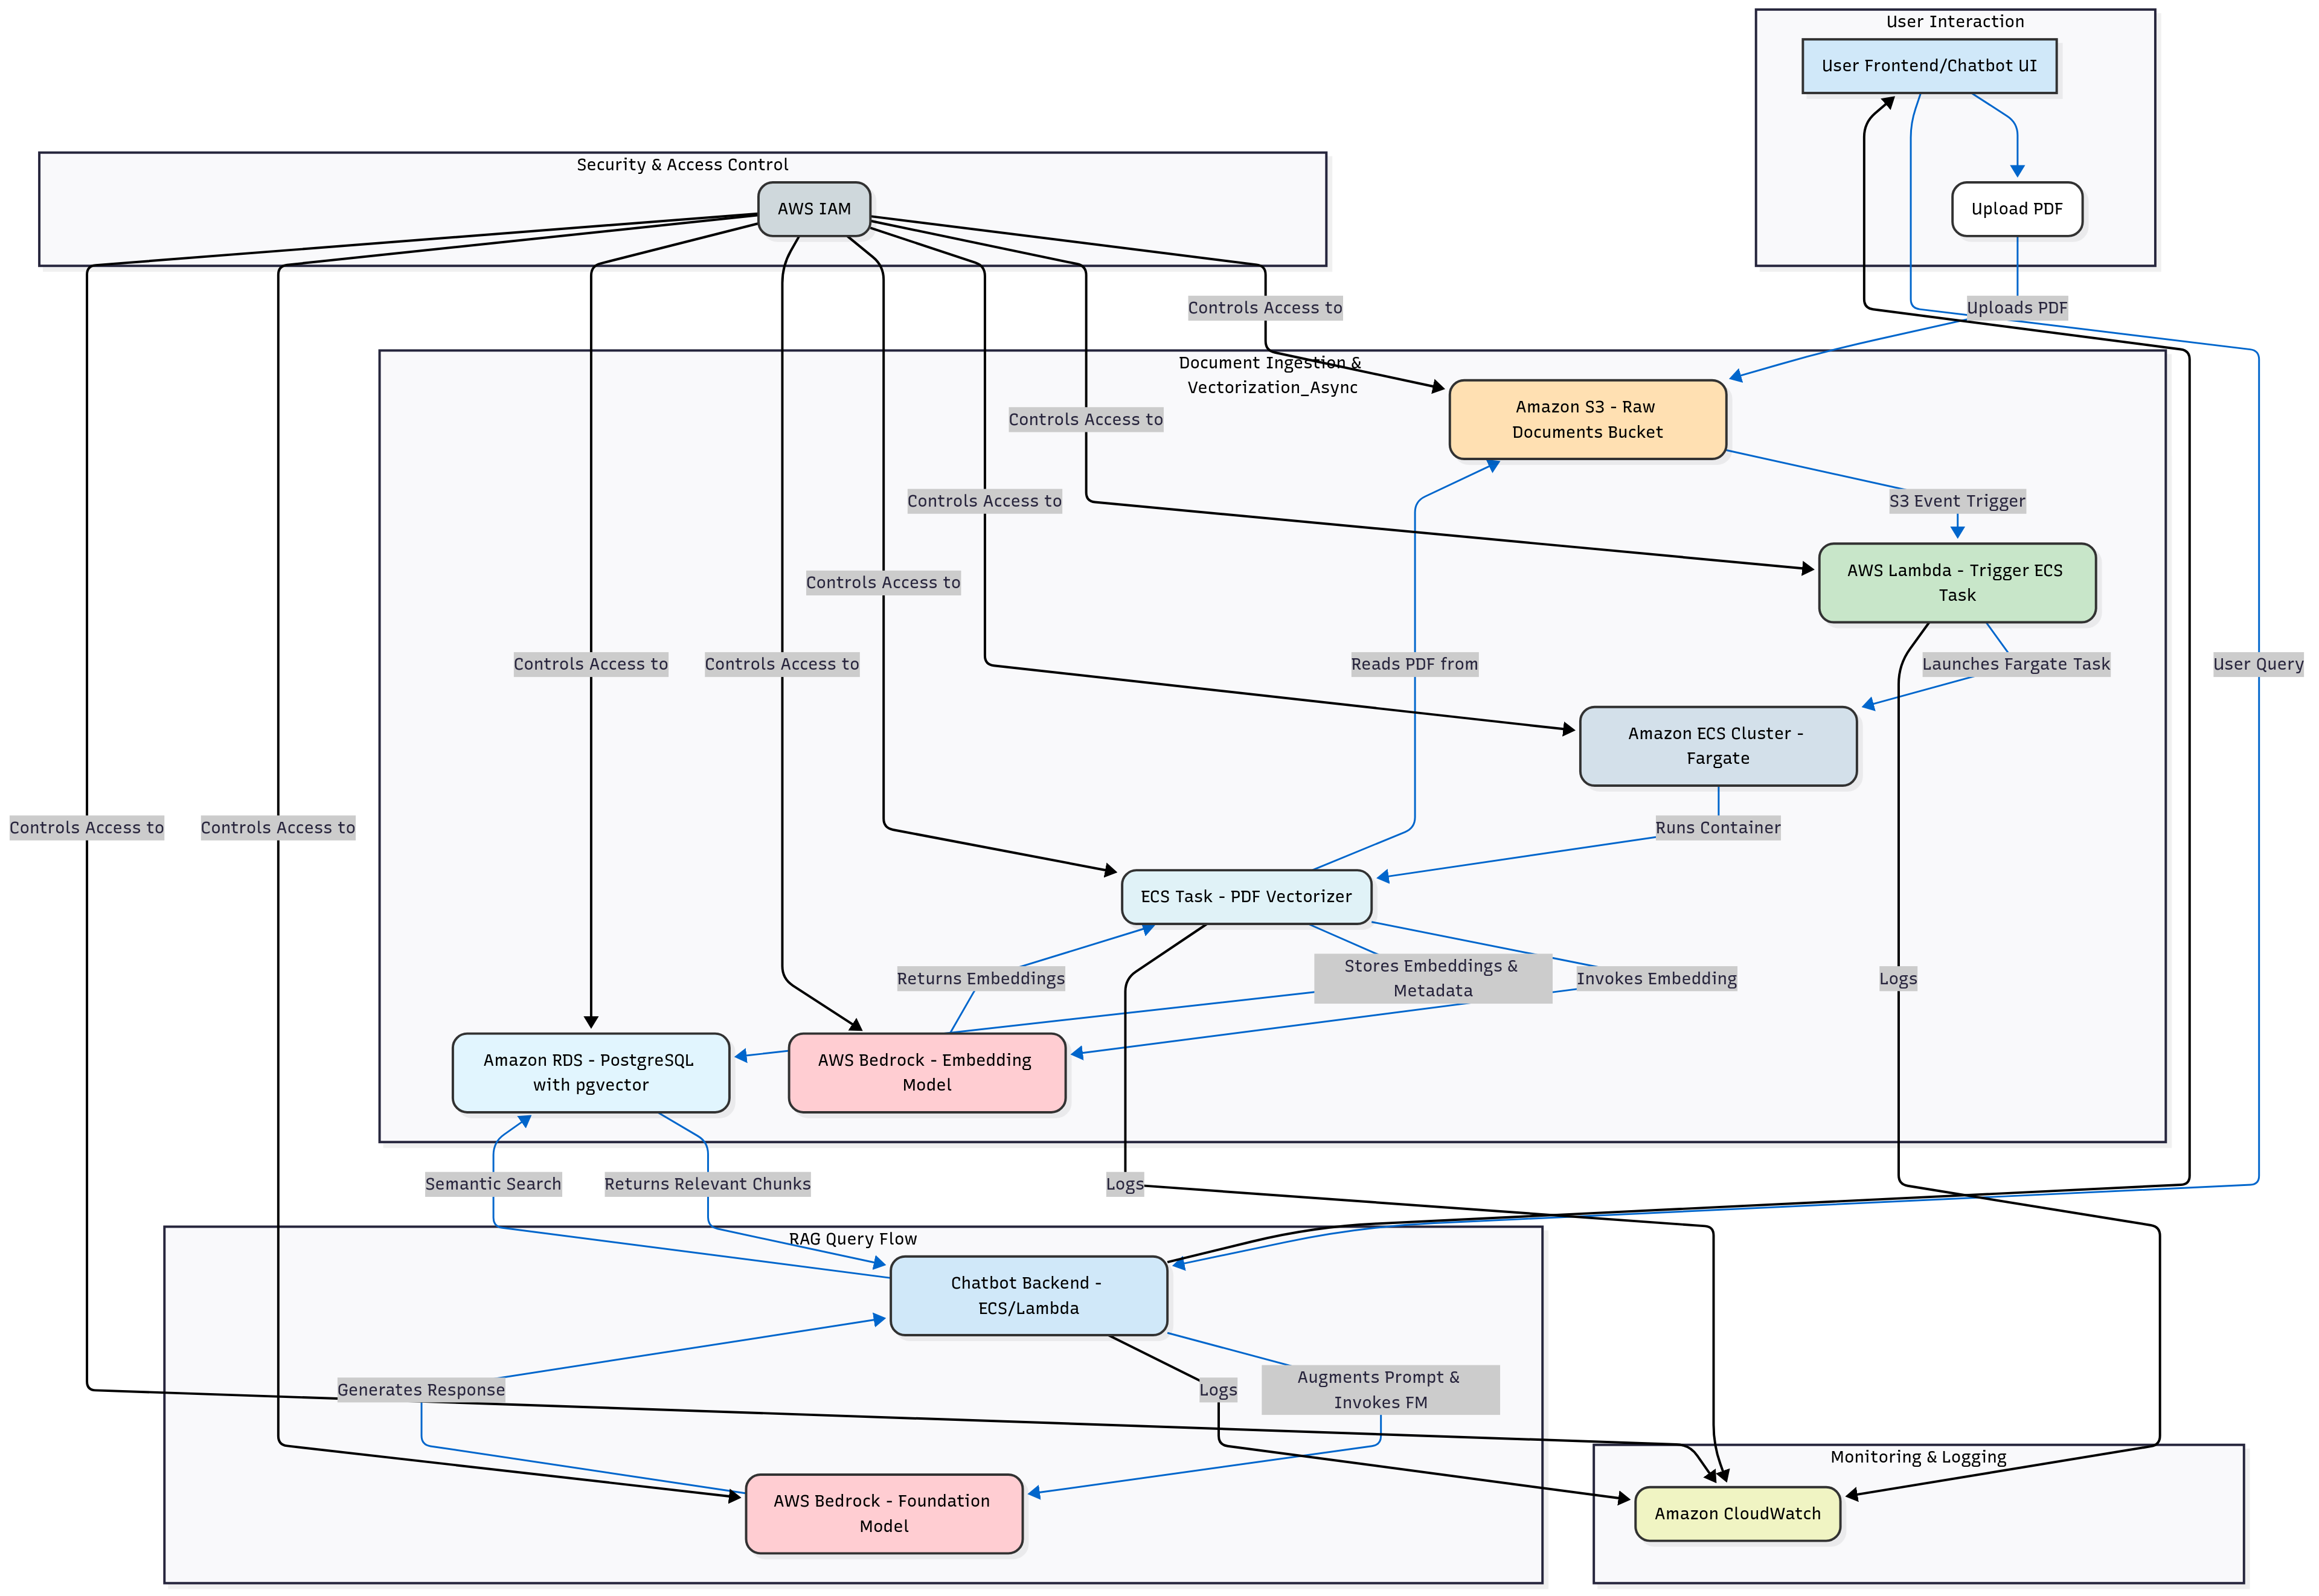 User Interaction
User Frontend/Chatbot UI
Security & Access Control
AWS IAM
Upload PDF
Controls Access to
Uploads PDF
Document Ingestion &
Vectorization_Async
Amazon S3 - Raw
Documents Bucket
Controls Access to
Controls Access to
S3 Event Trigger
Controls Access to
AWS Lambda - Trigger ECS
Task
Controls Access to
Controls Access to
Reads PDF from
Launches Fargate Task
User Query
Amazon ECS Cluster -
Fargate
Controls Access to
Controls Access to
Runs Container
ECS Task - PDF Vectorizer
Returns Embeddings
Stores Embeddings &
Metadata
Invokes Embedding
Logs
Amazon RDS - PostgreSQL
with pgvector
AWS Bedrock - Embedding
Model
Semantic Search
Returns Relevant Chunks
Logs
RAG Query Flow
Chatbot Backend -
ECS/Lambda
Generates Response
Logs
Augments Prompt &
Invokes FM
Monitoring & Logging
AWS Bedrock - Foundation
Model
Amazon CloudWatch